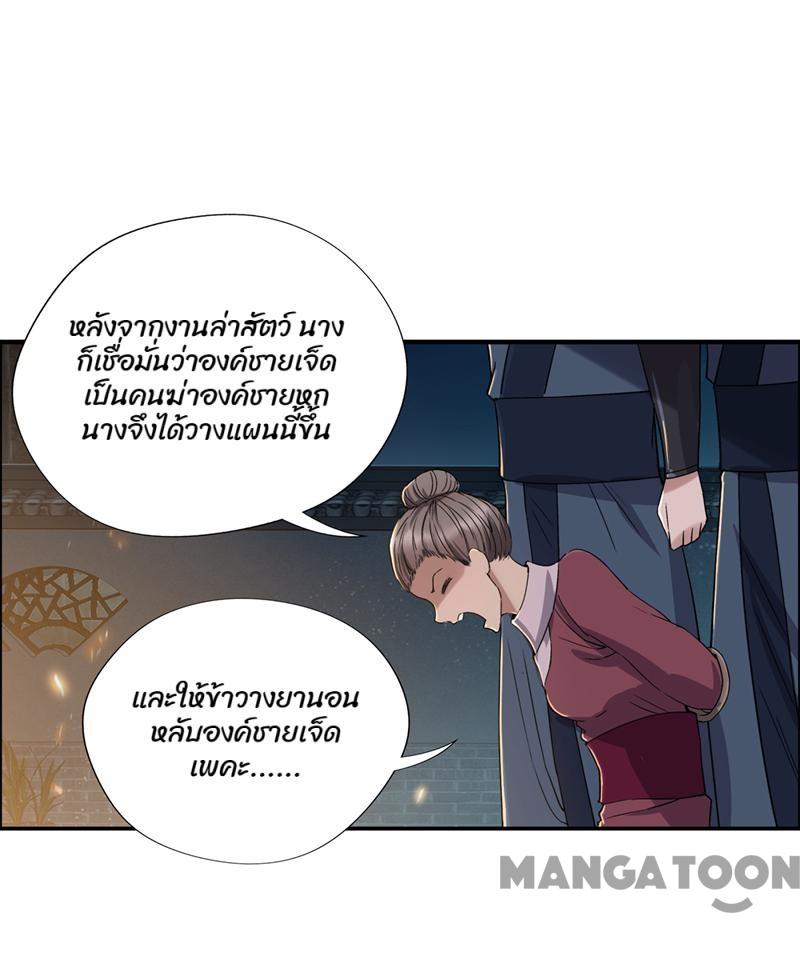 หลังจากงานล่าสัตว์ นาง
ก็เชื่อมั่นว่าองค์ชายเจ็ด
เป็นคนฆ่าองค์ชายหก
นางจึงได้วางแผนนี้ขึ้น
และให้ข้าวางยานอน
หลับองค์ชายเจ็ด
เพคะ......
MANGATOON